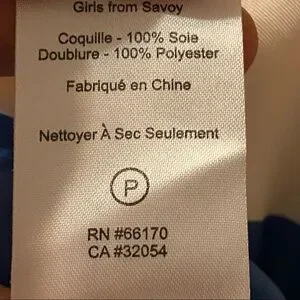 Girls from Savoy
Coquille - 100% Soie
Doublure - 100% Polyester
Fabriqué en Chine
Nettoyer À Sec Seulement
P
RN #66170
CA #32054